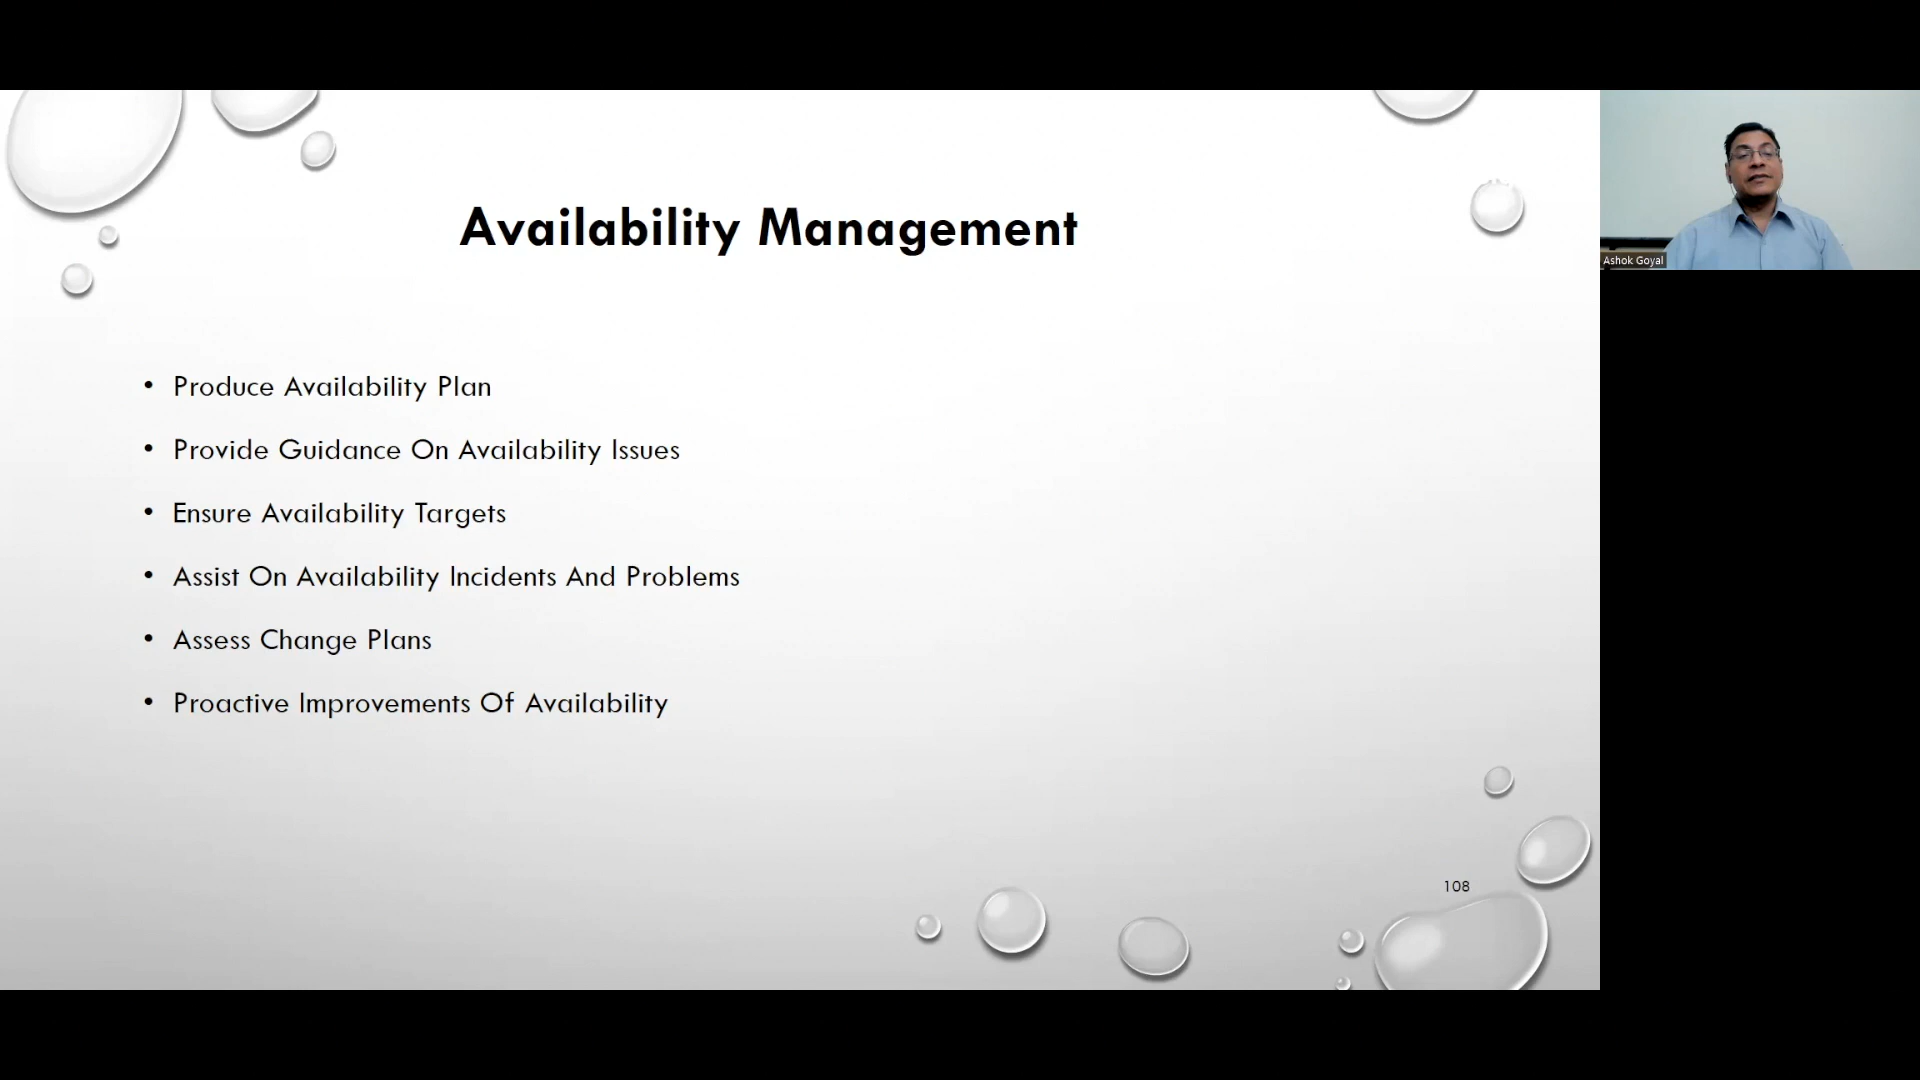 Availability Management
• Produce Availability Plan
• Provide Guidance On Availability Issues
• Ensure Availability Targets
• Assist On Availability Incidents And Problems
• Assess Change Plans
• Proactive Improvements Of Availability
108
Ashok Goyal